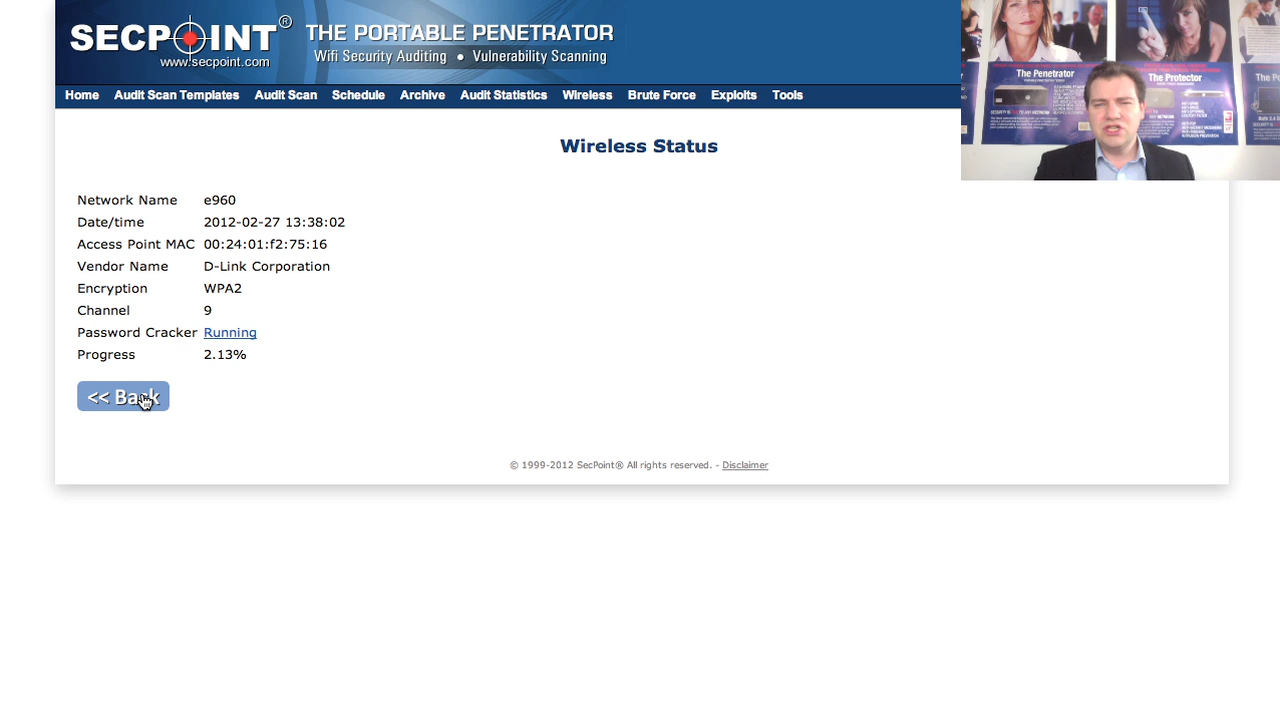 SECPOINT®
www.secpoint.com
THE PORTABLE PENETRATOR
Wifi Security Auditing ● Vulnerability Scanning
Home Audit Scan Templates Audit Scan Schedule Archive Audit Statistics Wireless Brute Force Exploits Tools
The Penetrator
The Protector
Wireless Status
Network Name e960
Date/time 2012-02-27 13:38:02
Access Point MAC 00:24:01:f2:75:16
Vendor Name D-Link Corporation
Encryption WPA2
Channel 9
Password Cracker Running
Progress 2.13%
<< Back
© 1999-2012 SecPoint® All rights reserved. - Disclaimer